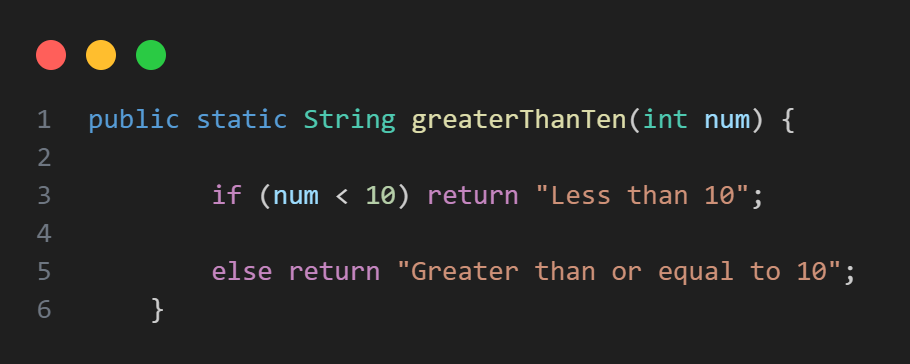 1 public static String greaterThanTen(int num) {
2
3         if (num < 10) return "Less than 10";
4
5         else return "Greater than or equal to 10";
6     }